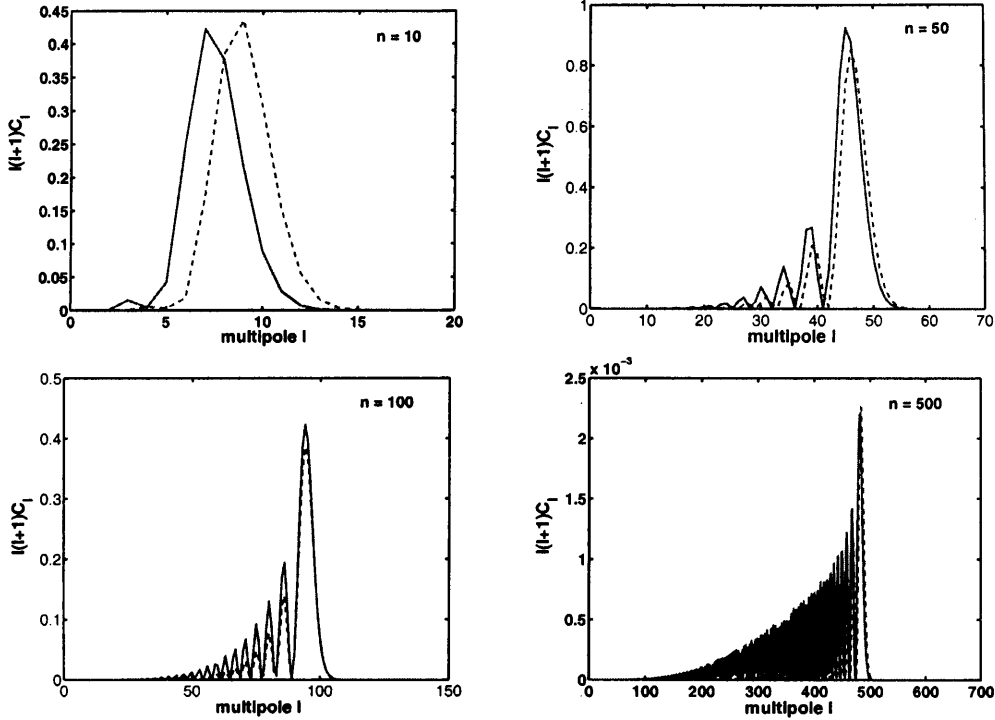 n = 10
l(l+1)C_l
0.45
0.4
0.35
0.3
0.25
0.2
0.15
0.1
0.05
0
0 5 10 15 20
multipole l
n = 50
l(l+1)C_l
1
0.8
0.6
0.4
0.2
0
0 10 20 30 40 50 60 70
multipole l
n = 100
l(l+1)C_l
0.5
0.4
0.3
0.2
0.1
0
0 50 100 150
multipole l
x 10^-3
n = 500
l(l+1)C_l
2.5
2
1.5
1
0.5
0
0 100 200 300 400 500 600 700
multipole l